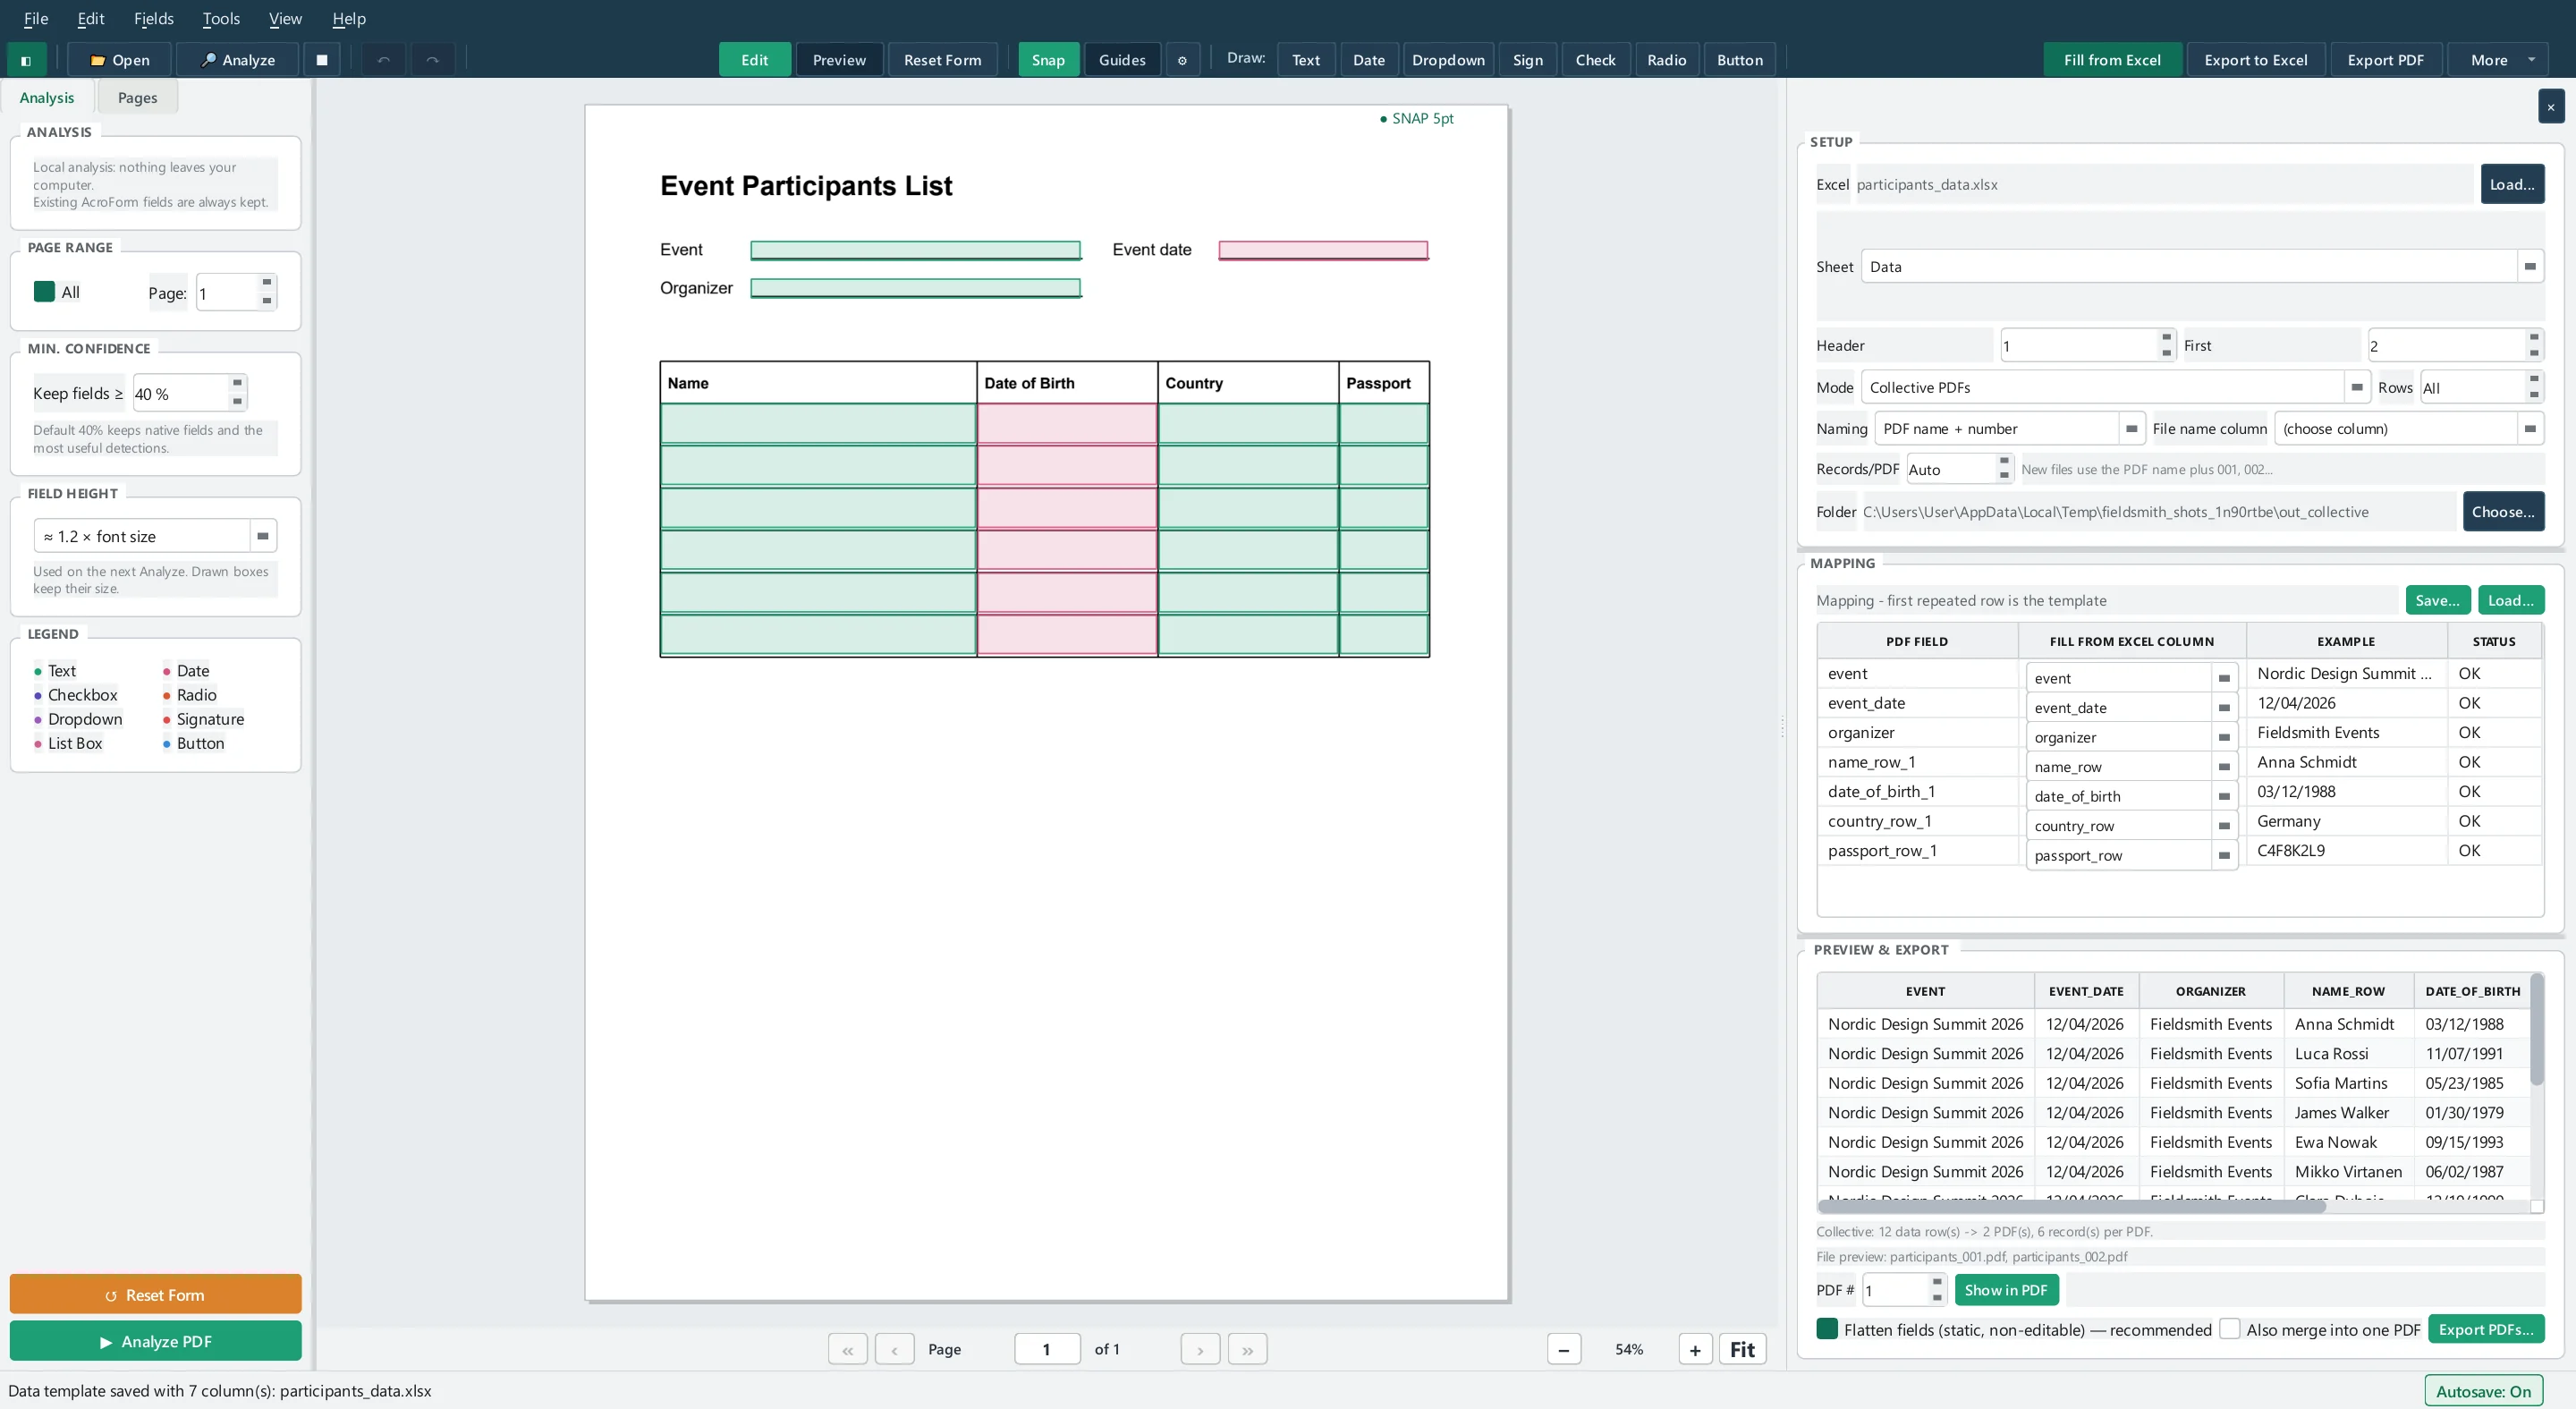 File Edit Fields Tools View Help
Open Analyze Edit Preview Reset Form Snap Guides Draw: Text Date Dropdown Sign Check Radio Button Fill from Excel Export to Excel Export PDF More
Analysis Pages
ANALYSIS
Local analysis: nothing leaves your
computer.
Existing AcroForm fields are always kept.
PAGE RANGE
All Page: 1
MIN. CONFIDENCE
Keep fields ≥ 40 %
Default 40% keeps native fields and the
most useful detections.
FIELD HEIGHT
≈ 1.2 × font size
Used on the next Analyze. Drawn boxes
keep their size.
LEGEND
Text Date
Checkbox Radio
Dropdown Signature
List Box Button
Reset Form
Analyze PDF
SNAP 5pt
Event Participants List
Event Event date
Organizer
Name Date of Birth Country Passport
Page 1 of 1 54% Fit
SETUP
Excel participants_data.xlsx Load...
Sheet Data
Header 1 First 2
Mode Collective PDFs Rows All
Naming PDF name + number File name column (choose column)
Records/PDF Auto New files use the PDF name plus 001, 002...
Folder C:\Users\User\AppData\Local\Temp\fieldsmith_shots_1n90rtbe\out_collective Choose...
MAPPING
Mapping - first repeated row is the template Save... Load...
PDF FIELD FILL FROM EXCEL COLUMN EXAMPLE STATUS
event event Nordic Design Summit ... OK
event_date event_date 12/04/2026 OK
organizer organizer Fieldsmith Events OK
name_row_1 name_row Anna Schmidt OK
date_of_birth_1 date_of_birth 03/12/1988 OK
country_row_1 country_row Germany OK
passport_row_1 passport_row C4F8K2L9 OK
PREVIEW & EXPORT
EVENT EVENT_DATE ORGANIZER NAME_ROW DATE_OF_BIRTH
Nordic Design Summit 2026 12/04/2026 Fieldsmith Events Anna Schmidt 03/12/1988
Nordic Design Summit 2026 12/04/2026 Fieldsmith Events Luca Rossi 11/07/1991
Nordic Design Summit 2026 12/04/2026 Fieldsmith Events Sofia Martins 05/23/1985
Nordic Design Summit 2026 12/04/2026 Fieldsmith Events James Walker 01/30/1979
Nordic Design Summit 2026 12/04/2026 Fieldsmith Events Ewa Nowak 09/15/1993
Nordic Design Summit 2026 12/04/2026 Fieldsmith Events Mikko Virtanen 06/02/1987
Nordic Design Summit 2026 12/04/2026 Fieldsmith Events
Collective: 12 data row(s) -> 2 PDF(s), 6 record(s) per PDF.
File preview: participants_001.pdf, participants_002.pdf
PDF # 1 Show in PDF
Flatten fields (static, non-editable) — recommended Also merge into one PDF Export PDFs...
Data template saved with 7 column(s): participants_data.xlsx Autosave: On